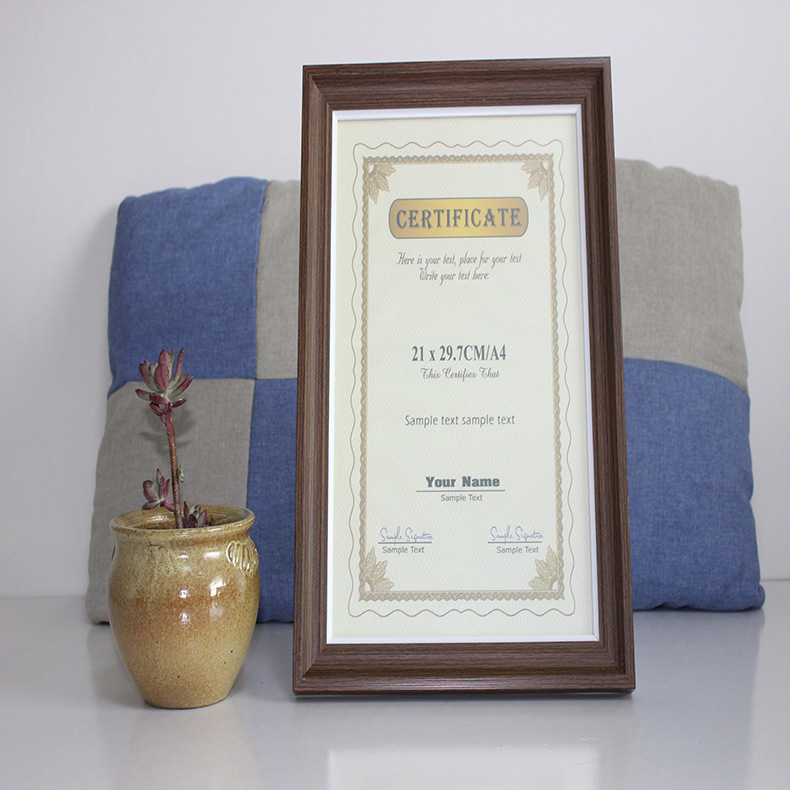 CERTIFICATE
Here is your text, place for your text
Write your text here:
21 x 29.7CM/A4
This Certifies That
Sample text sample text
Your Name
Sample Text
Sample Signature Sample Signature
Sample Text Sample Text